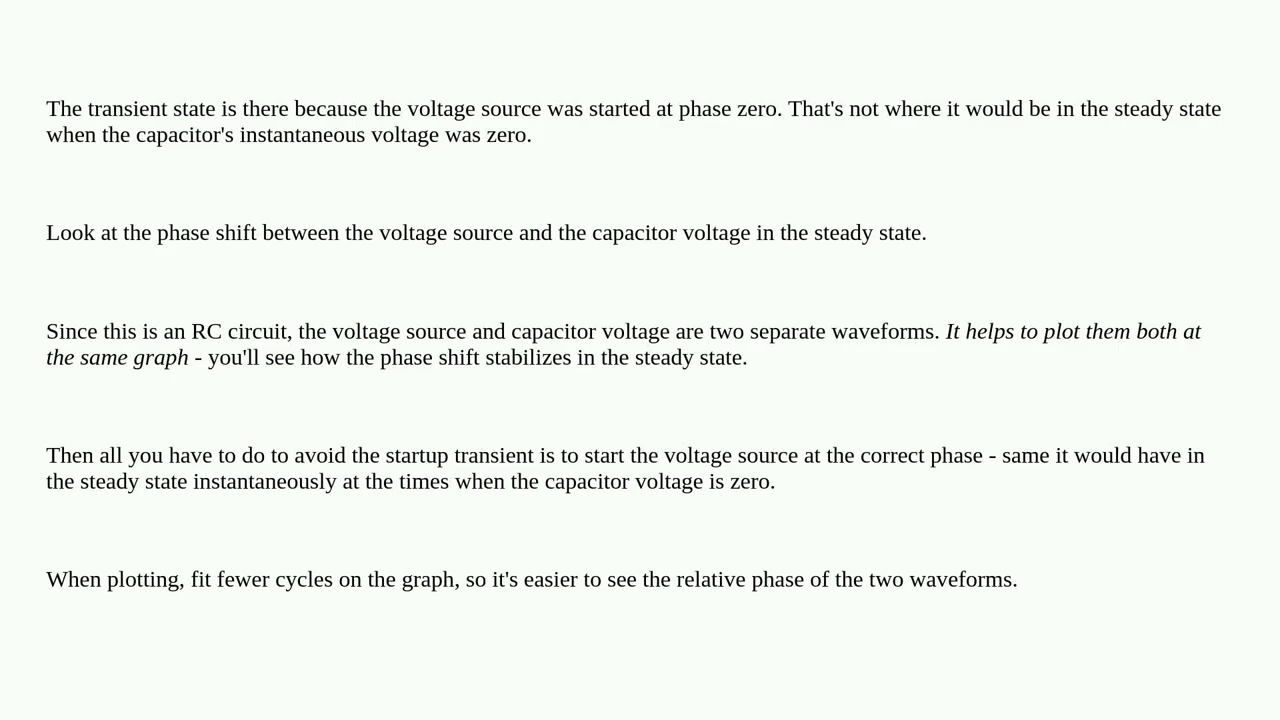 The transient state is there because the voltage source was started at phase zero. That's not where it would be in the steady state
when the capacitor's instantaneous voltage was zero.
Look at the phase shift between the voltage source and the capacitor voltage in the steady state.
Since this is an RC circuit, the voltage source and capacitor voltage are two separate waveforms. It helps to plot them both at
the same graph - you'll see how the phase shift stabilizes in the steady state.
Then all you have to do to avoid the startup transient is to start the voltage source at the correct phase - same it would have in
the steady state instantaneously at the times when the capacitor voltage is zero.
When plotting, fit fewer cycles on the graph, so it's easier to see the relative phase of the two waveforms.